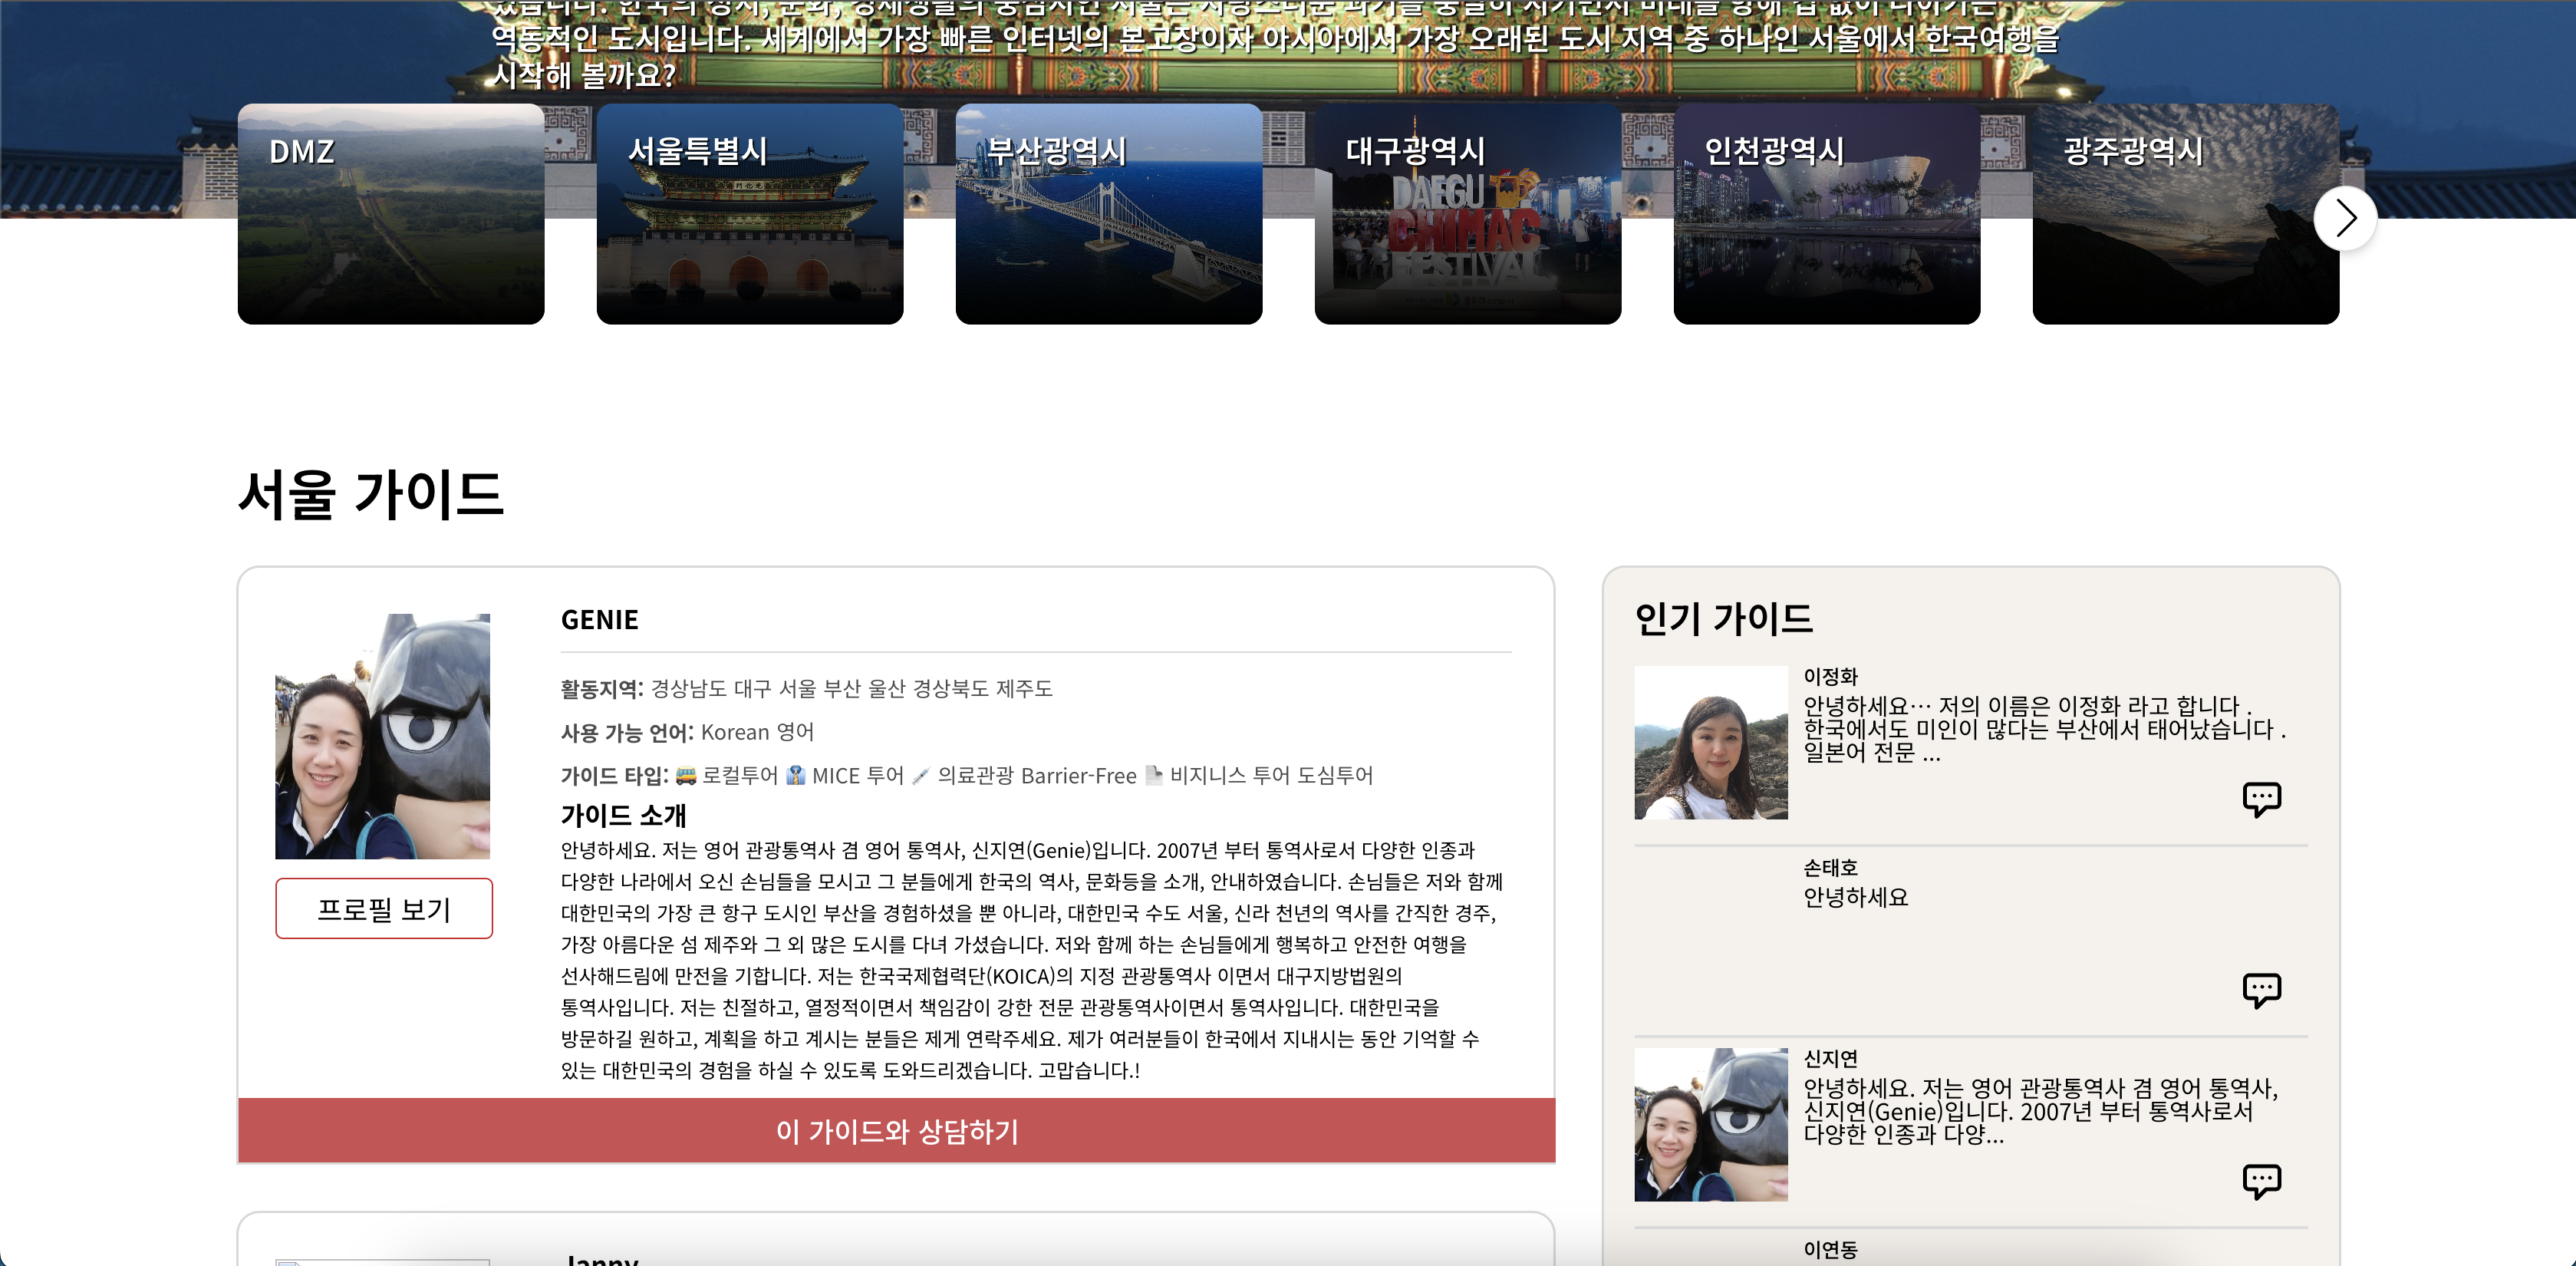 역동적인 도시입니다. 세계에서 가장 빠른 인터넷의 본고장이자 아시아에서 가장 오래된 도시 지역 중 하나인 서울에서 한국여행을
시작해 볼까요?
DMZ
서울특별시
부산광역시
대구광역시
인천광역시
광주광역시
DAEGU
CHIMAC
FESTIVAL
서울 가이드
GENIE
활동지역: 경상남도 대구 서울 부산 울산 경상북도 제주도
사용 가능 언어: Korean 영어
가이드 타입: 🚐 로컬투어 👔 MICE 투어 💉 의료관광 Barrier-Free 비지니스 투어 도심투어
가이드 소개
안녕하세요. 저는 영어 관광통역사 겸 영어 통역사, 신지연(Genie)입니다. 2007년 부터 통역사로서 다양한 인종과
다양한 나라에서 오신 손님들을 모시고 그 분들에게 한국의 역사, 문화등을 소개, 안내하였습니다. 손님들은 저와 함께
대한민국의 가장 큰 항구 도시인 부산을 경험하셨을 뿐 아니라, 대한민국 수도 서울, 신라 천년의 역사를 간직한 경주,
가장 아름다운 섬 제주와 그 외 많은 도시를 다녀 가셨습니다. 저와 함께 하는 손님들에게 행복하고 안전한 여행을
선사해드림에 만전을 기합니다. 저는 한국국제협력단(KOICA)의 지정 관광통역사 이면서 대구지방법원의
통역사입니다. 저는 친절하고, 열정적이면서 책임감이 강한 전문 관광통역사이면서 통역사입니다. 대한민국을
방문하길 원하고, 계획을 하고 계시는 분들은 제게 연락주세요. 제가 여러분들이 한국에서 지내시는 동안 기억할 수
있는 대한민국의 경험을 하실 수 있도록 도와드리겠습니다. 고맙습니다.!
프로필 보기
이 가이드와 상담하기
인기 가이드
이정화
안녕하세요… 저의 이름은 이정화 라고 합니다 .
한국에서도 미인이 많다는 부산에서 태어났습니다 .
일본어 전문 ...
손태호
안녕하세요
신지연
안녕하세요. 저는 영어 관광통역사 겸 영어 통역사,
신지연(Genie)입니다. 2007년 부터 통역사로서
다양한 인종과 다양...
이연동